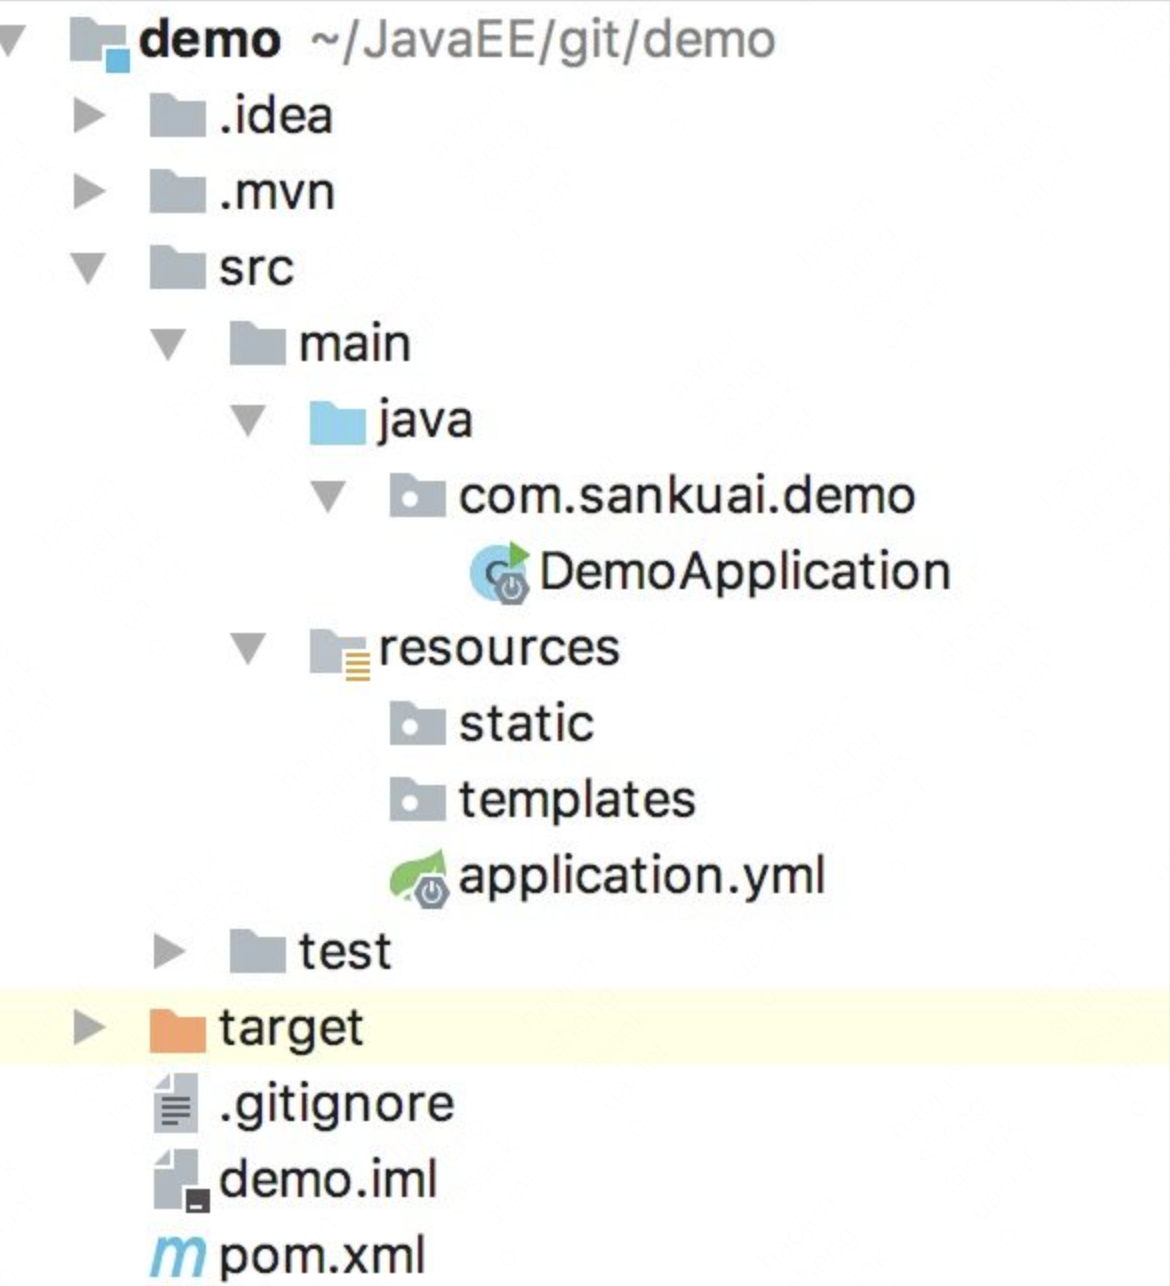 demo ~/JavaEE/git/demo
.idea
.mvn
src
main
java
com.sankuai.demo
DemoApplication
resources
static
templates
application.yml
test
target
.gitignore
demo.iml
pom.xml